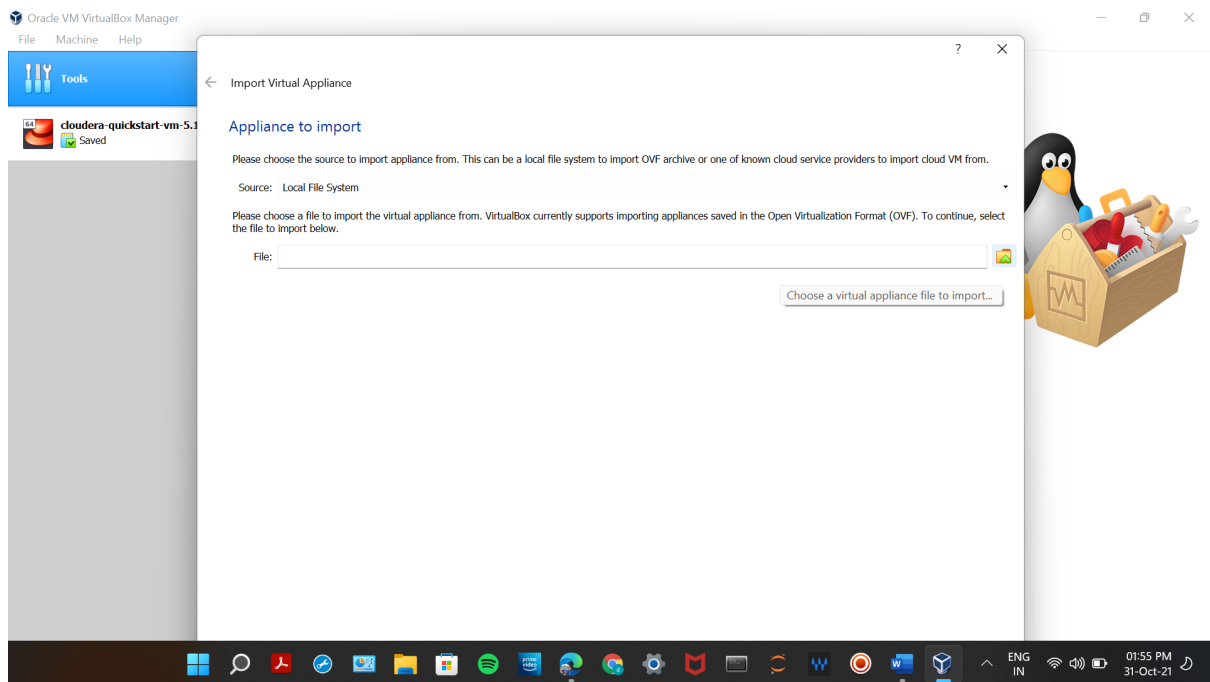 Oracle VM VirtualBox Manager
File Machine Help
? 
Import Virtual Appliance
Tools
64
cloudera-quickstart-vm-5.1
Saved
Appliance to import
Please choose the source to import appliance from. This can be a local file system to import OVF archive or one of known cloud service providers to import cloud VM from.
Source: Local File System
Please choose a file to import the virtual appliance from. VirtualBox currently supports importing appliances saved in the Open Virtualization Format (OVF). To continue, select
the file to import below.
File:
Choose a virtual appliance file to import...
prime
video
W
ENG
IN
01:55 PM
31-Oct-21